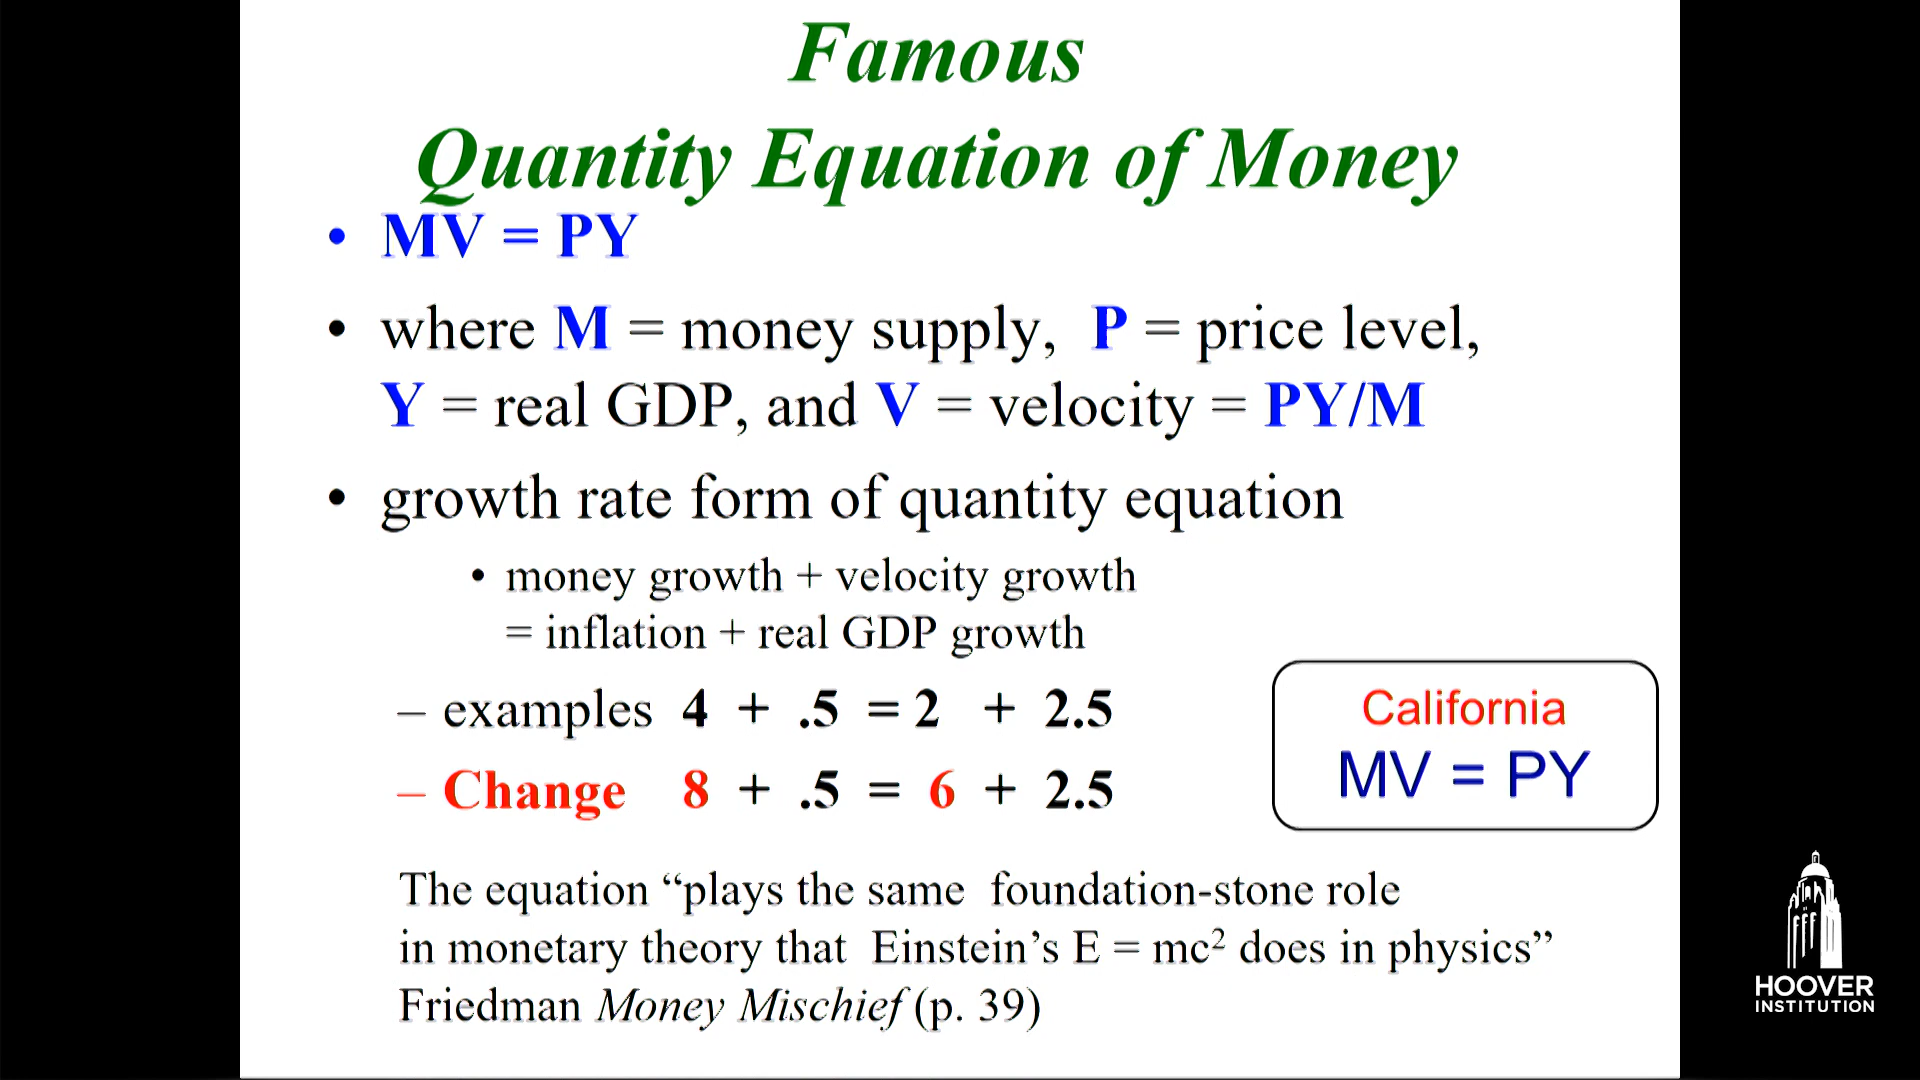 Famous
Quantity Equation of Money
• MV = PY
• where M = money supply, P = price level,
Y = real GDP, and V = velocity = PY/M
• growth rate form of quantity equation
• money growth + velocity growth
= inflation + real GDP growth
– examples 4 + .5 = 2 + 2.5
– Change 8 + .5 = 6 + 2.5
California
MV = PY
The equation “plays the same foundation-stone role
in monetary theory that Einstein’s E = mc² does in physics”
Friedman Money Mischief (p. 39)
HOOVER
INSTITUTION